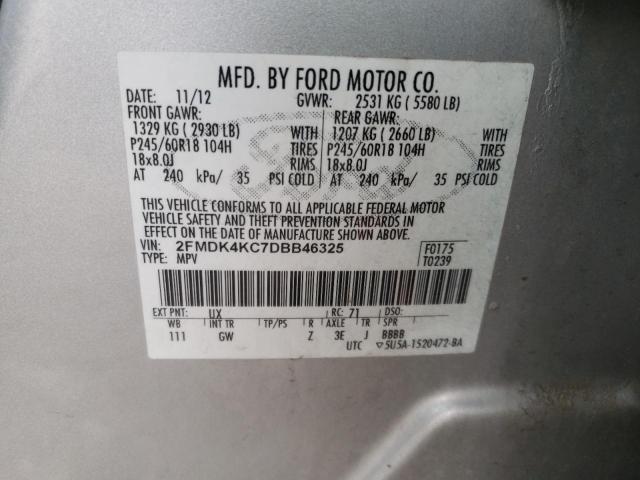 MFD. BY FORD MOTOR CO.
DATE: 11/12 GVWR: 2531 KG ( 5580 LB)
FRONT GAWR: REAR GAWR:
1329 KG ( 2930 LB) 1207 KG ( 2660 LB)
P245/60R18 104H TIRES P245/60R18 104H TIRES
18x8.0J RIMS 18x8.0J RIMS
AT 240 kPa/ 35 PSI COLD AT 240 kPa/ 35 PSI COLD
THIS VEHICLE CONFORMS TO ALL APPLICABLE FEDERAL MOTOR
VEHICLE SAFETY AND THEFT PREVENTION STANDARDS IN EFFECT
ON THE DATE OF MANUFACTURE SHOWN ABOVE.
VIN: 2FMDK4KC7DBB46325 F0175
TYPE: MPV T0239
EXT PNT: UX RC: 71 DSO:
WB INT TR TP/PS R AXLE TR SPR
111 GW Z 3E J BBBB
UTC ▽5U5A-1520472-BA